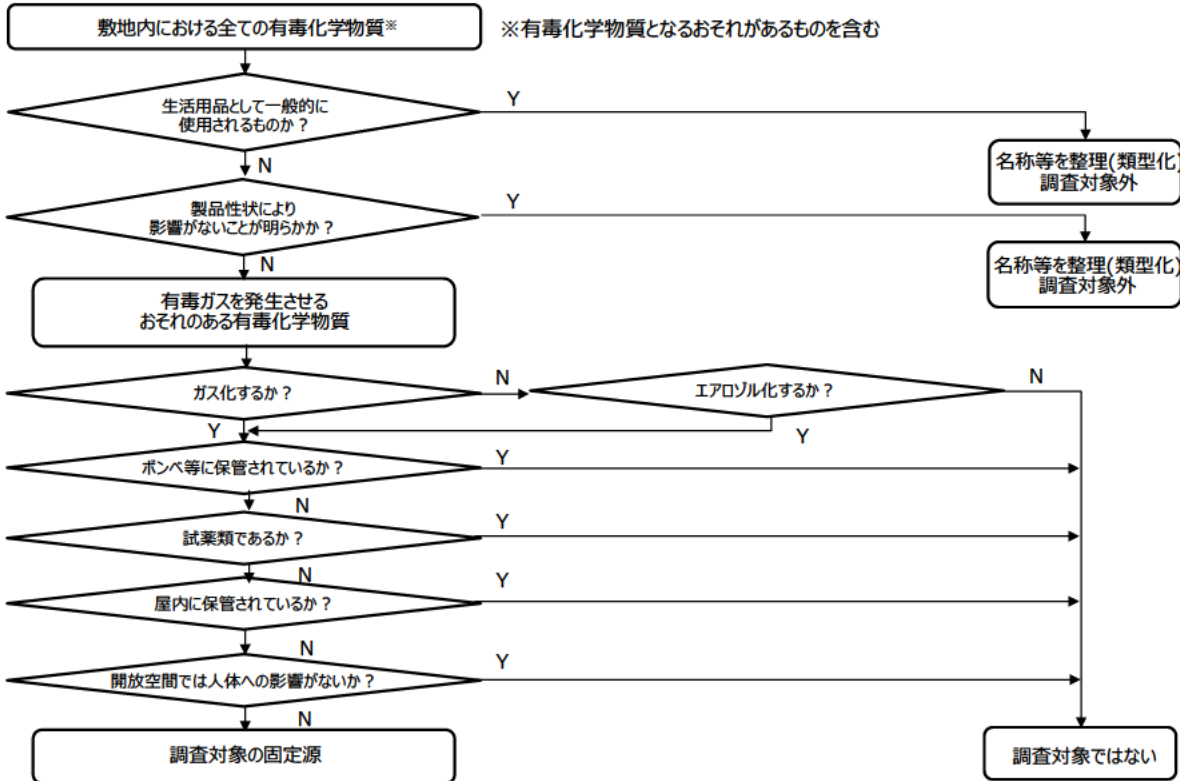 敷地内における全ての有毒化学物質※
※有毒化学物質となるおそれがあるものを含む
生活用品として一般的に
使用されるものか？
Y
N
名称等を整理(類型化)
調査対象外
製品性状により
影響がないことが明らかか？
Y
N
名称等を整理(類型化)
調査対象外
有毒ガスを発生させる
おそれのある有毒化学物質
ガス化するか？
N
エアロゾル化するか？
N
Y
Y
ボンベ等に保管されているか？
Y
N
試薬類であるか？
Y
N
屋内に保管されているか？
Y
N
開放空間では人体への影響がないか？
Y
N
調査対象の固定源
調査対象ではない